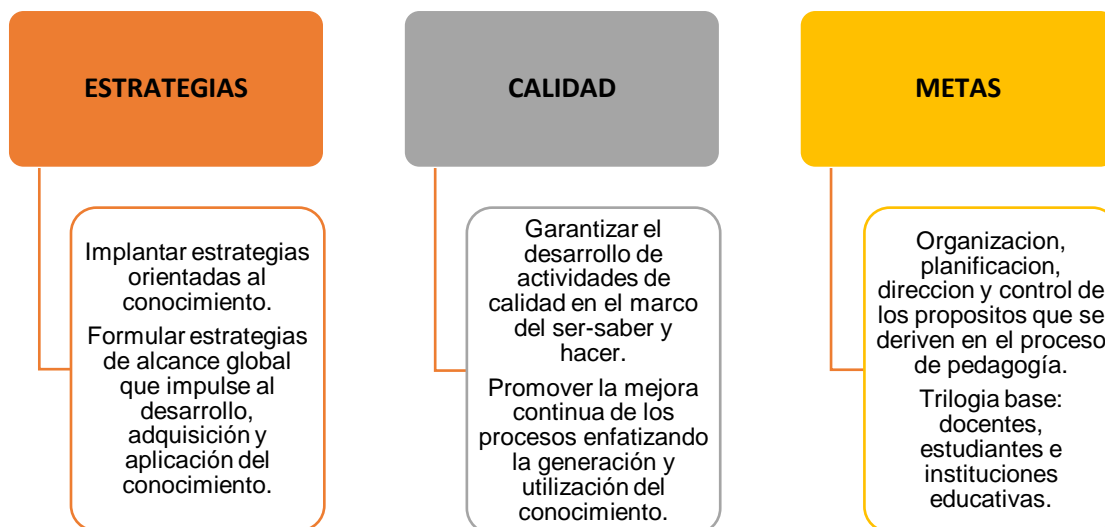 ESTRATEGIAS
Implantar estrategias
orientadas al
conocimiento.
Formular estrategias
de alcance global
que impulse al
desarrollo,
adquisición y
aplicación del
conocimiento.
CALIDAD
Garantizar el
desarrollo de
actividades de
calidad en el marco
del ser-saber y
hacer.
Promover la mejora
continua de los
procesos enfatizando
la generación y
utilización del
conocimiento.
METAS
Organizacion,
planificacion,
direccion y control de
los propositos que se
deriven en el proceso
de pedagogía.
Trilogia base:
docentes,
estudiantes e
instituciones
educativas.